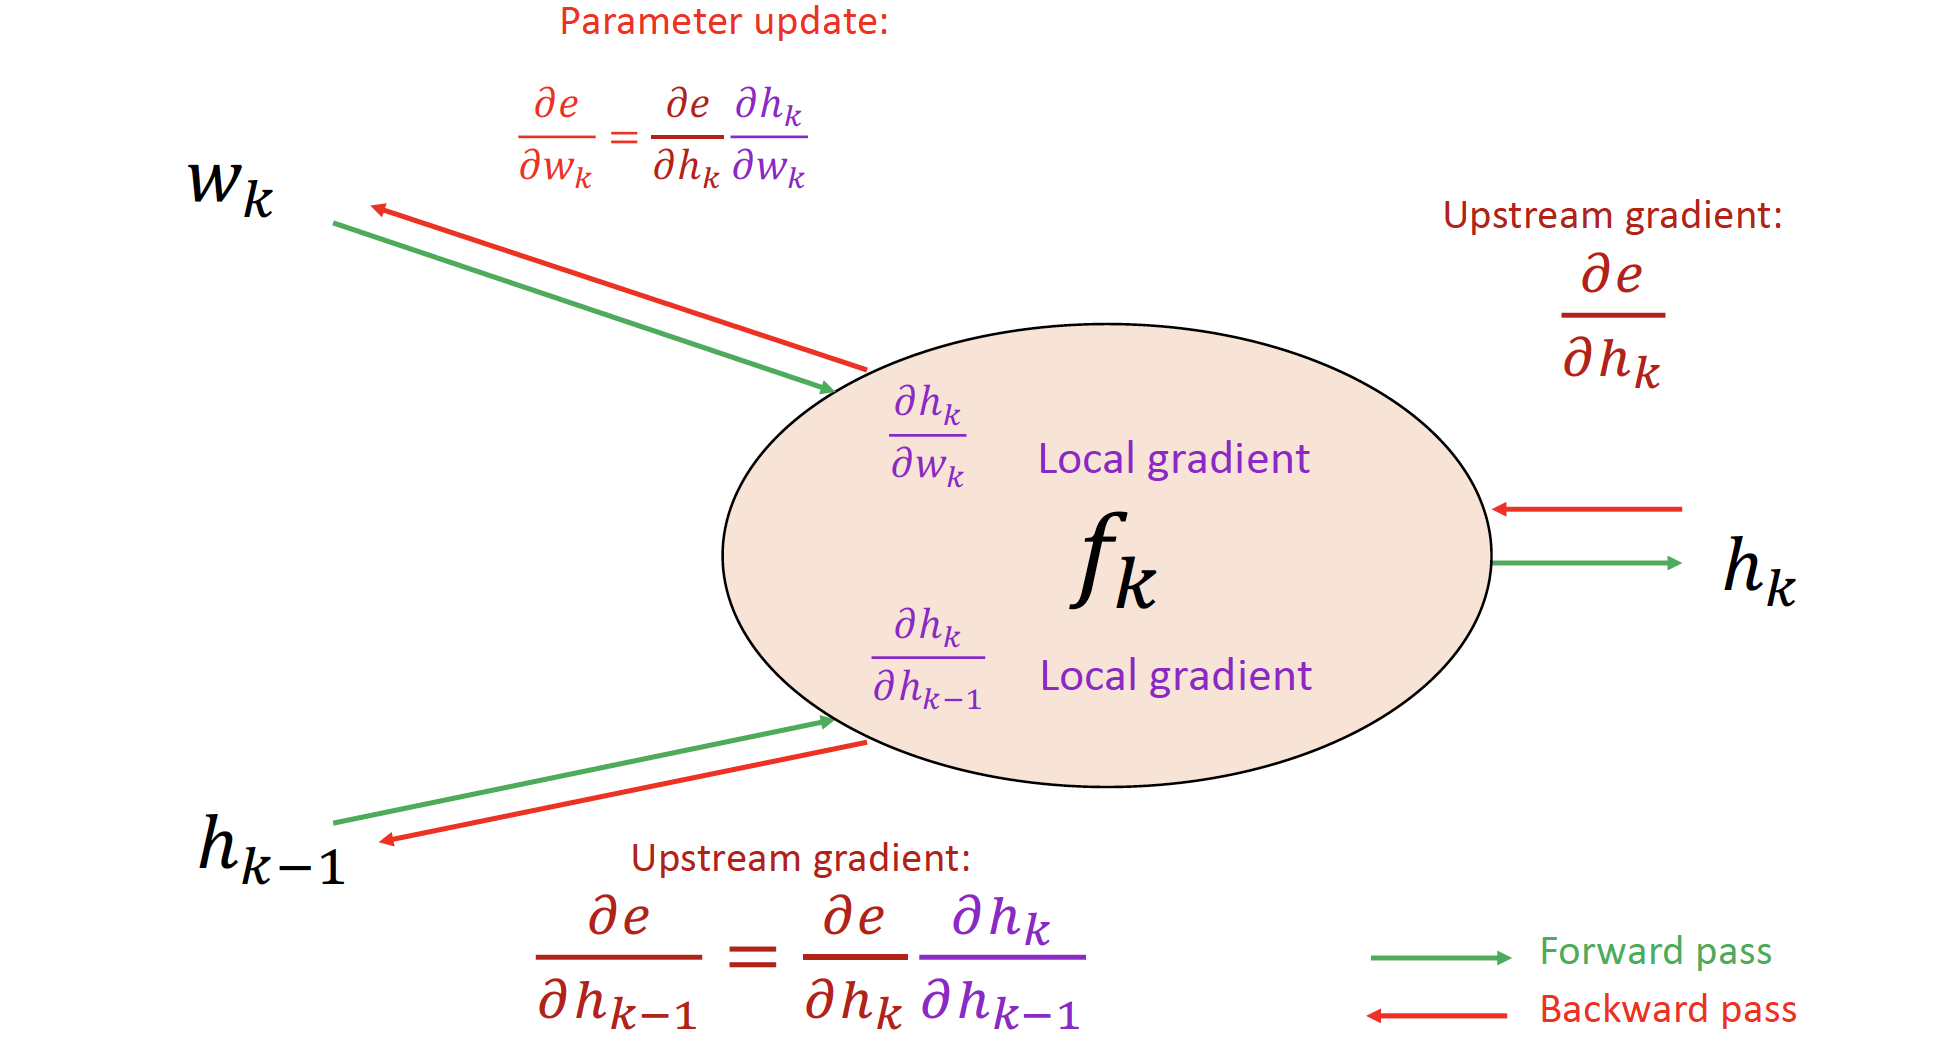 Parameter update:
∂e/∂w_k = ∂e/∂h_k ∂h_k/∂w_k
w_k
Upstream gradient:
∂e/∂h_k
∂h_k/∂w_k Local gradient
f_k
h_k
∂h_k/∂h_{k−1} Local gradient
h_{k−1}
Upstream gradient:
∂e/∂h_{k−1} = ∂e/∂h_k ∂h_k/∂h_{k−1}
Forward pass
Backward pass